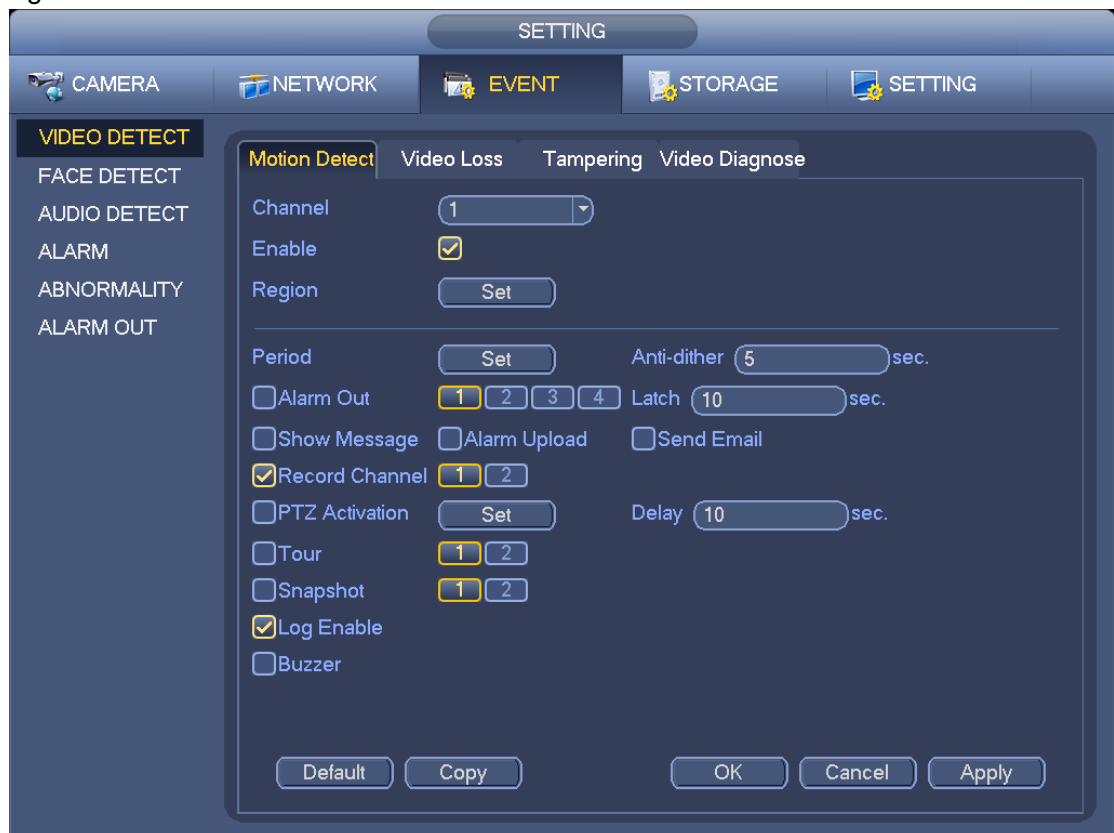 SETTING
CAMERA NETWORK EVENT STORAGE SETTING
VIDEO DETECT
FACE DETECT
AUDIO DETECT
ALARM
ABNORMALITY
ALARM OUT
Motion Detect Video Loss Tampering Video Diagnose
Channel 1
Enable
Region Set
Period Set Anti-dither 5 sec.
Alarm Out 1 2 3 4 Latch 10 sec.
Show Message Alarm Upload Send Email
Record Channel 1 2
PTZ Activation Set Delay 10 sec.
Tour 1 2
Snapshot 1 2
Log Enable
Buzzer
Default Copy OK Cancel Apply